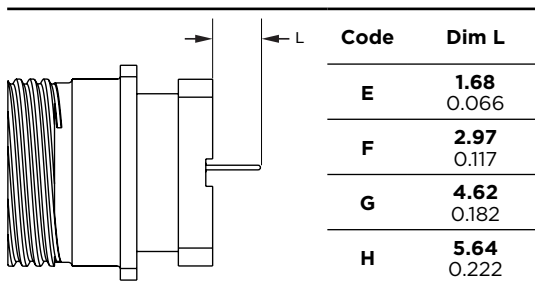 L
Code Dim L
E 1.68
0.066
F 2.97
0.117
G 4.62
0.182
H 5.64
0.222